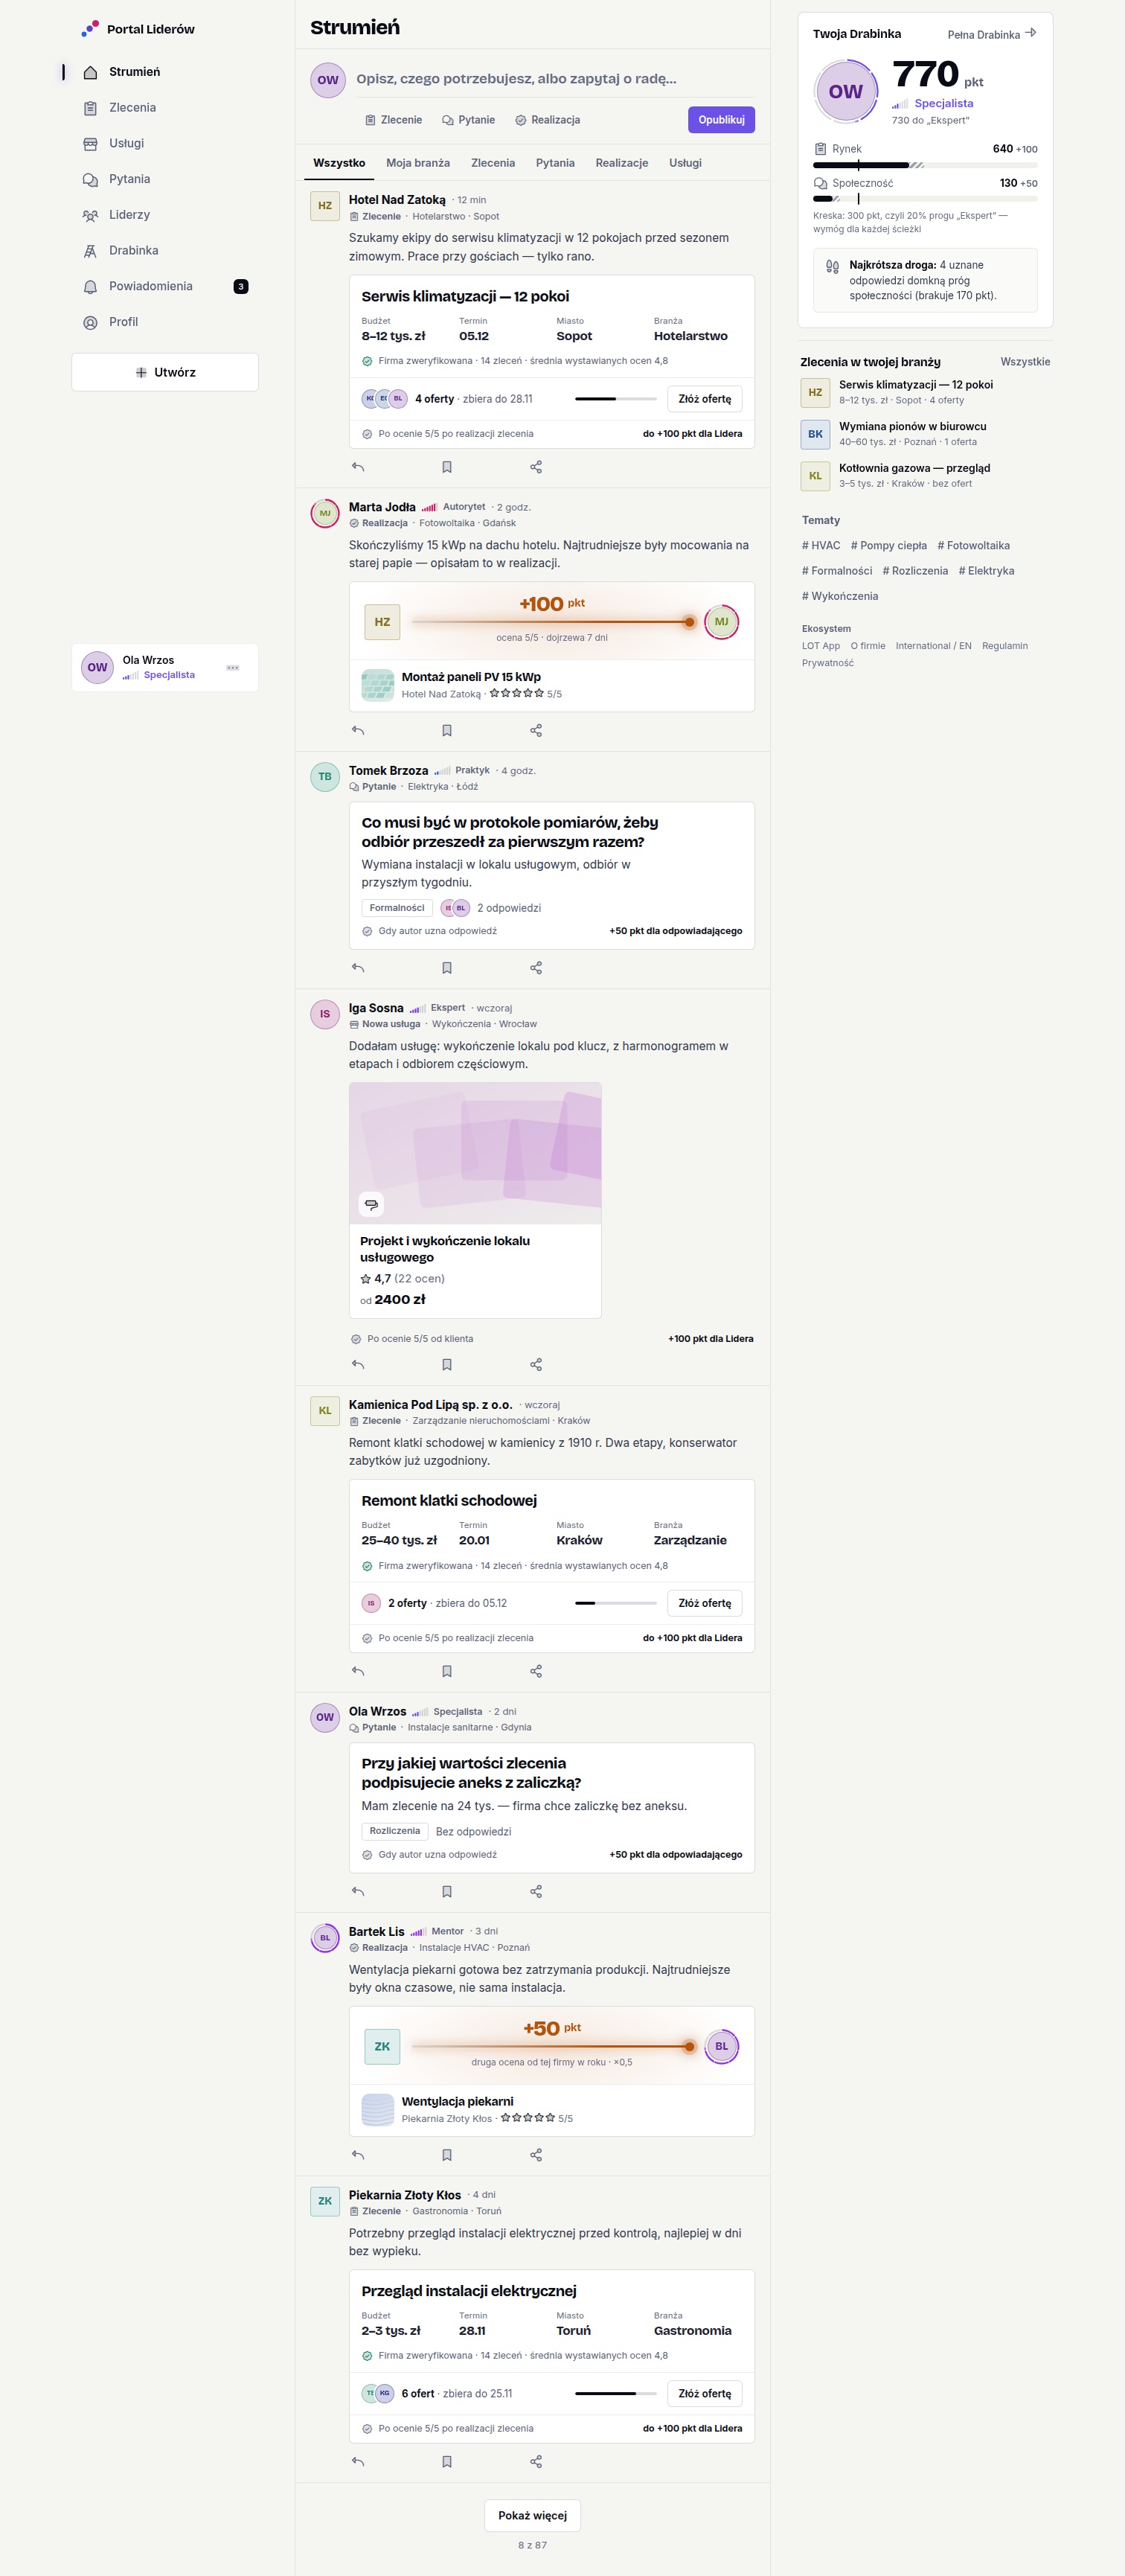 Portal Liderów
Strumień
Zlecenia
Usługi
Pytania
Liderzy
Drabinka
Powiadomienia 3
Profil
Utwórz
OW Ola Wrzos
Specjalista
Strumień
OW Opisz, czego potrzebujesz, albo zapytaj o radę...
Zlecenie Pytanie Realizacja Opublikuj
Wszystko Moja branża Zlecenia Pytania Realizacje Usługi
HZ Hotel Nad Zatoką · 12 min
Zlecenie · Hotelarstwo · Sopot
Szukamy ekipy do serwisu klimatyzacji w 12 pokojach przed sezonem
zimowym. Prace przy gościach — tylko rano.
Serwis klimatyzacji — 12 pokoi
Budżet Termin Miasto Branża
8–12 tys. zł 05.12 Sopot Hotelarstwo
Firma zweryfikowana · 14 zleceń · średnia wystawianych ocen 4,8
BL 4 oferty · zbiera do 28.11 Złóż ofertę
Po ocenie 5/5 po realizacji zlecenia do +100 pkt dla Lidera
MJ Marta Jodła Autorytet · 2 godz.
Realizacja · Fotowoltaika · Gdańsk
Skończyliśmy 15 kWp na dachu hotelu. Najtrudniejsze były mocowania na
starej papie — opisałam to w realizacji.
+100 pkt
HZ MJ
ocena 5/5 · dojrzewa 7 dni
Montaż paneli PV 15 kWp
Hotel Nad Zatoką · 5/5
TB Tomek Brzoza Praktyk · 4 godz.
Pytanie · Elektryka · Łódź
Co musi być w protokole pomiarów, żeby
odbiór przeszedł za pierwszym razem?
Wymiana instalacji w lokalu usługowym, odbiór w
przyszłym tygodniu.
Formalności BL 2 odpowiedzi
Gdy autor uzna odpowiedź +50 pkt dla odpowiadającego
IS Iga Sosna Ekspert · wczoraj
Nowa usługa · Wykończenia · Wrocław
Dodałam usługę: wykończenie lokalu pod klucz, z harmonogramem w
etapach i odbiorem częściowym.
Projekt i wykończenie lokalu
usługowego
4,7 (22 ocen)
od 2400 zł
Po ocenie 5/5 od klienta +100 pkt dla Lidera
KL Kamienica Pod Lipą sp. z o.o. · wczoraj
Zlecenie · Zarządzanie nieruchomościami · Kraków
Remont klatki schodowej w kamienicy z 1910 r. Dwa etapy, konserwator
zabytków już uzgodniony.
Remont klatki schodowej
Budżet Termin Miasto Branża
25–40 tys. zł 20.01 Kraków Zarządzanie
Firma zweryfikowana · 14 zleceń · średnia wystawianych ocen 4,8
IS 2 oferty · zbiera do 05.12 Złóż ofertę
Po ocenie 5/5 po realizacji zlecenia do +100 pkt dla Lidera
OW Ola Wrzos Specjalista · 2 dni
Pytanie · Instalacje sanitarne · Gdynia
Przy jakiej wartości zlecenia
podpisujecie aneks z zaliczką?
Mam zlecenie na 24 tys. — firma chce zaliczkę bez aneksu.
Rozliczenia Bez odpowiedzi
Gdy autor uzna odpowiedź +50 pkt dla odpowiadającego
BL Bartek Lis Mentor · 3 dni
Realizacja · Instalacje HVAC · Poznań
Wentylacja piekarni gotowa bez zatrzymania produkcji. Najtrudniejsze
były okna czasowe, nie sama instalacja.
+50 pkt
ZK BL
druga ocena od tej firmy w roku · ×0,5
Wentylacja piekarni
Piekarnia Złoty Kłos · 5/5
ZK Piekarnia Złoty Kłos · 4 dni
Zlecenie · Gastronomia · Toruń
Potrzebny przegląd instalacji elektrycznej przed kontrolą, najlepiej w dni
bez wypieku.
Przegląd instalacji elektrycznej
Budżet Termin Miasto Branża
2–3 tys. zł 28.11 Toruń Gastronomia
Firma zweryfikowana · 14 zleceń · średnia wystawianych ocen 4,8
KG 6 ofert · zbiera do 25.11 Złóż ofertę
Po ocenie 5/5 po realizacji zlecenia do +100 pkt dla Lidera
Pokaż więcej
8 z 87
Twoja Drabinka Pełna Drabinka
OW 770 pkt
Specjalista
730 do „Ekspert”
Rynek 640 +100
Społeczność 130 +50
Kreska: 300 pkt, czyli 20% progu „Ekspert” —
wymóg dla każdej ścieżki
Najkrótsza droga: 4 uznane
odpowiedzi domkną próg
społeczności (brakuje 170 pkt).
Zlecenia w twojej branży Wszystkie
HZ Serwis klimatyzacji — 12 pokoi
8–12 tys. zł · Sopot · 4 oferty
BK Wymiana pionów w biurowcu
40–60 tys. zł · Poznań · 1 oferta
KL Kotłownia gazowa — przegląd
3–5 tys. zł · Kraków · bez ofert
Tematy
# HVAC # Pompy ciepła # Fotowoltaika
# Formalności # Rozliczenia # Elektryka
# Wykończenia
Ekosystem
LOT App O firmie International / EN Regulamin
Prywatność